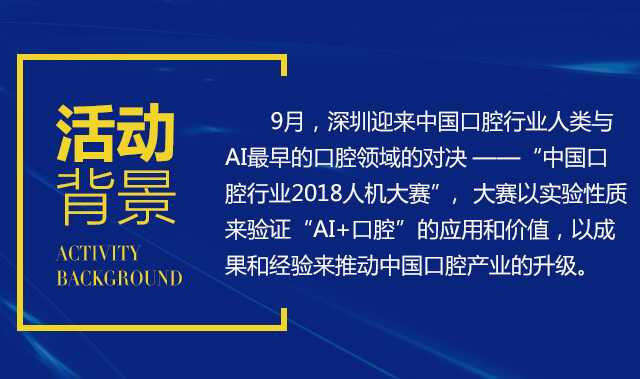 活动
背景
ACTIVITY
BACKGROUND
9月，深圳迎来中国口腔行业人类与
AI最早的口腔领域的对决 ——“中国口
腔行业2018人机大赛”，大赛以实验性质
来验证“AI+口腔”的应用和价值，以成
果和经验来推动中国口腔产业的升级。